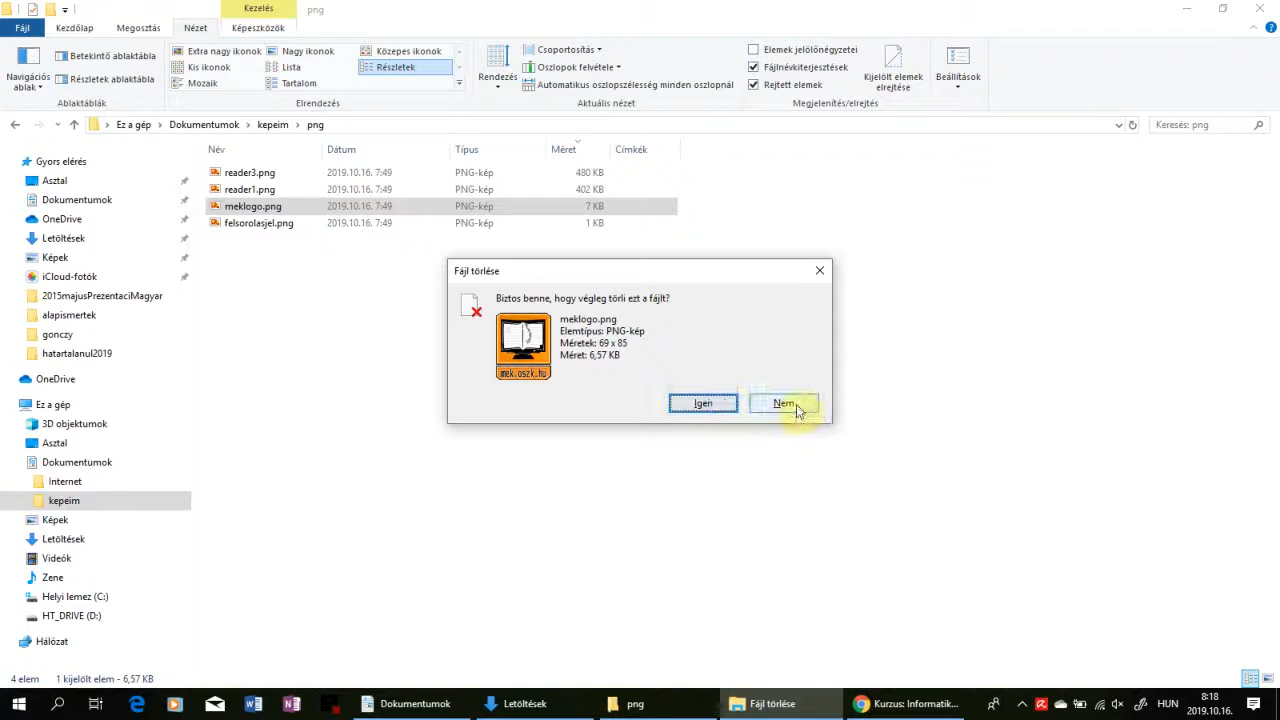 Kezelés
png
Fájl
Kezdőlap
Megosztás
Nézet
Képeszközök
Navigációs ablak
Betekintő ablaktábla
Részletek ablaktábla
Ablaktáblák
Extra nagy ikonok
Nagy ikonok
Közepes ikonok
Kis ikonok
Lista
Részletek
Mozaik
Tartalom
Elrendezés
Rendezés
Csoportosítás
Oszlopok felvétele
Automatikus oszlopszélesség minden oszlopnál
Aktuális nézet
Elemek jelölőnégyzetei
Fájlnévkiterjesztések
Rejtett elemek
Kijelölt elemek elrejtése
Megjelenítés/elrejtés
Beállítások
Ez a gép > Dokumentumok > kepeim > png
Keresés: png
Név Dátum Típus Méret Címkék
reader3.png 2019.10.16. 7:49 PNG-kép 480 KB
reader1.png 2019.10.16. 7:49 PNG-kép 402 KB
meklogo.png 2019.10.16. 7:49 PNG-kép 7 KB
felsorolasjel.png 2019.10.16. 7:49 PNG-kép 1 KB
Gyors elérés
Asztal
Dokumentumok
OneDrive
Letöltések
Képek
iCloud-fotók
2015majusPrezentaciMagyar
alapismertek
gonczy
hatartalanul2019
OneDrive
Ez a gép
3D objektumok
Asztal
Dokumentumok
Internet
kepeim
Képek
Letöltések
Videók
Zene
Helyi lemez (C:)
HT_DRIVE (D:)
Hálózat
Fájl törlése
Biztos benne, hogy végleg törli ezt a fájlt?
mek.oszk.hu
meklogo.png
Elemtípus: PNG-kép
Méretek: 69 x 85
Méret: 6,57 KB
Igen
Nem
4 elem 1 kijelölt elem - 6,57 KB
Dokumentumok
Letöltések
png
Fájl törlése
Kurzus: Informatik...
HUN
8:18
2019.10.16.